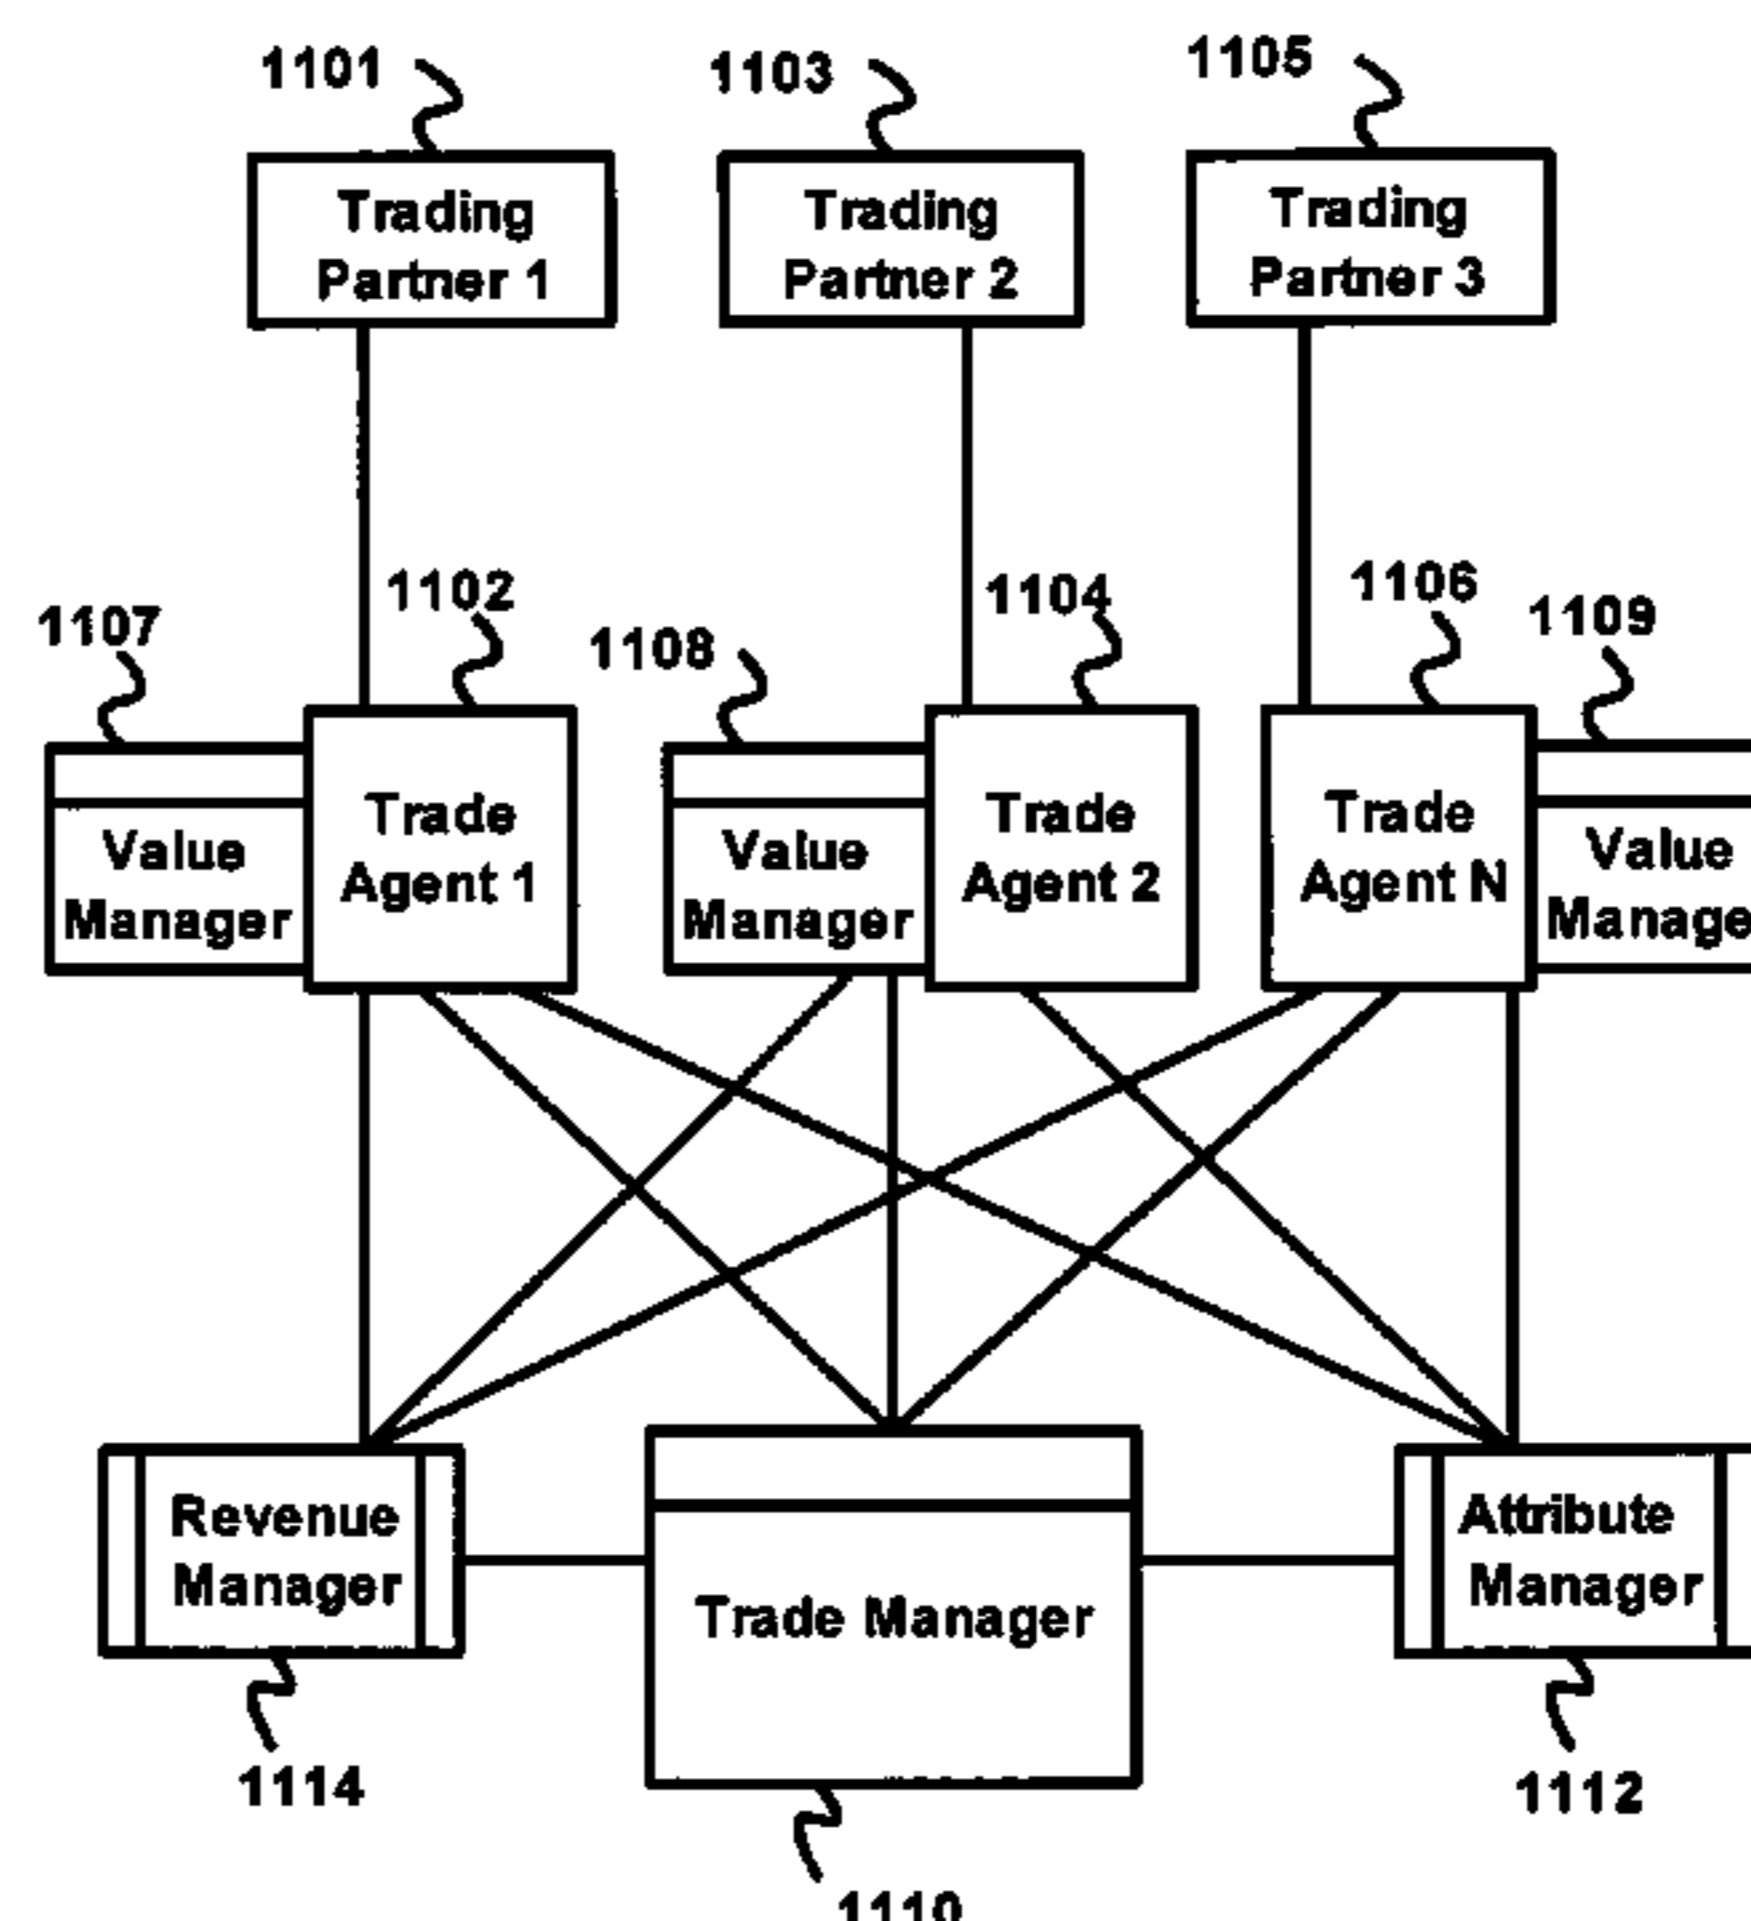 1101
1103
1105
Trading
Partner 1
Trading
Partner 2
Trading
Partner 3
1107
1102
1108
1104
1106
1109
Value
Manager
Trade
Agent 1
Value
Manager
Trade
Agent 2
Trade
Agent N
Value
Manage
Revenue
Manager
Trade Manager
Attribute
Manager
1114
1110
1112